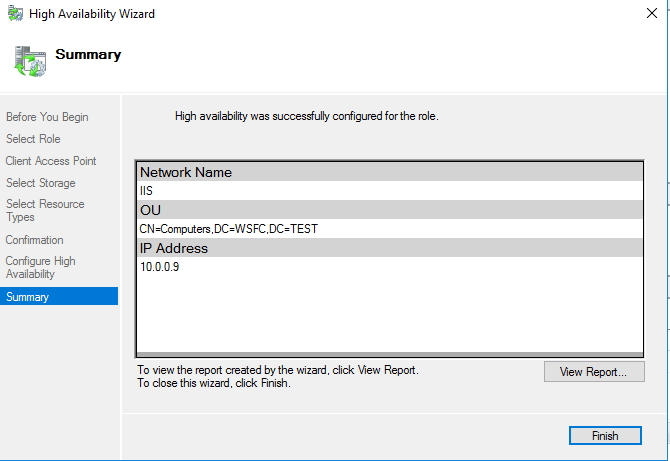 High Availability Wizard
Summary
Before You Begin
Select Role
Client Access Point
Select Storage
Select Resource
Types
Confirmation
Configure High
Availability
Summary
High availability was successfully configured for the role.
Network Name
IIS
OU
CN=Computers,DC=WSFC,DC=TEST
IP Address
10.0.0.9
To view the report created by the wizard, click View Report.
To close this wizard, click Finish.
View Report...
Finish